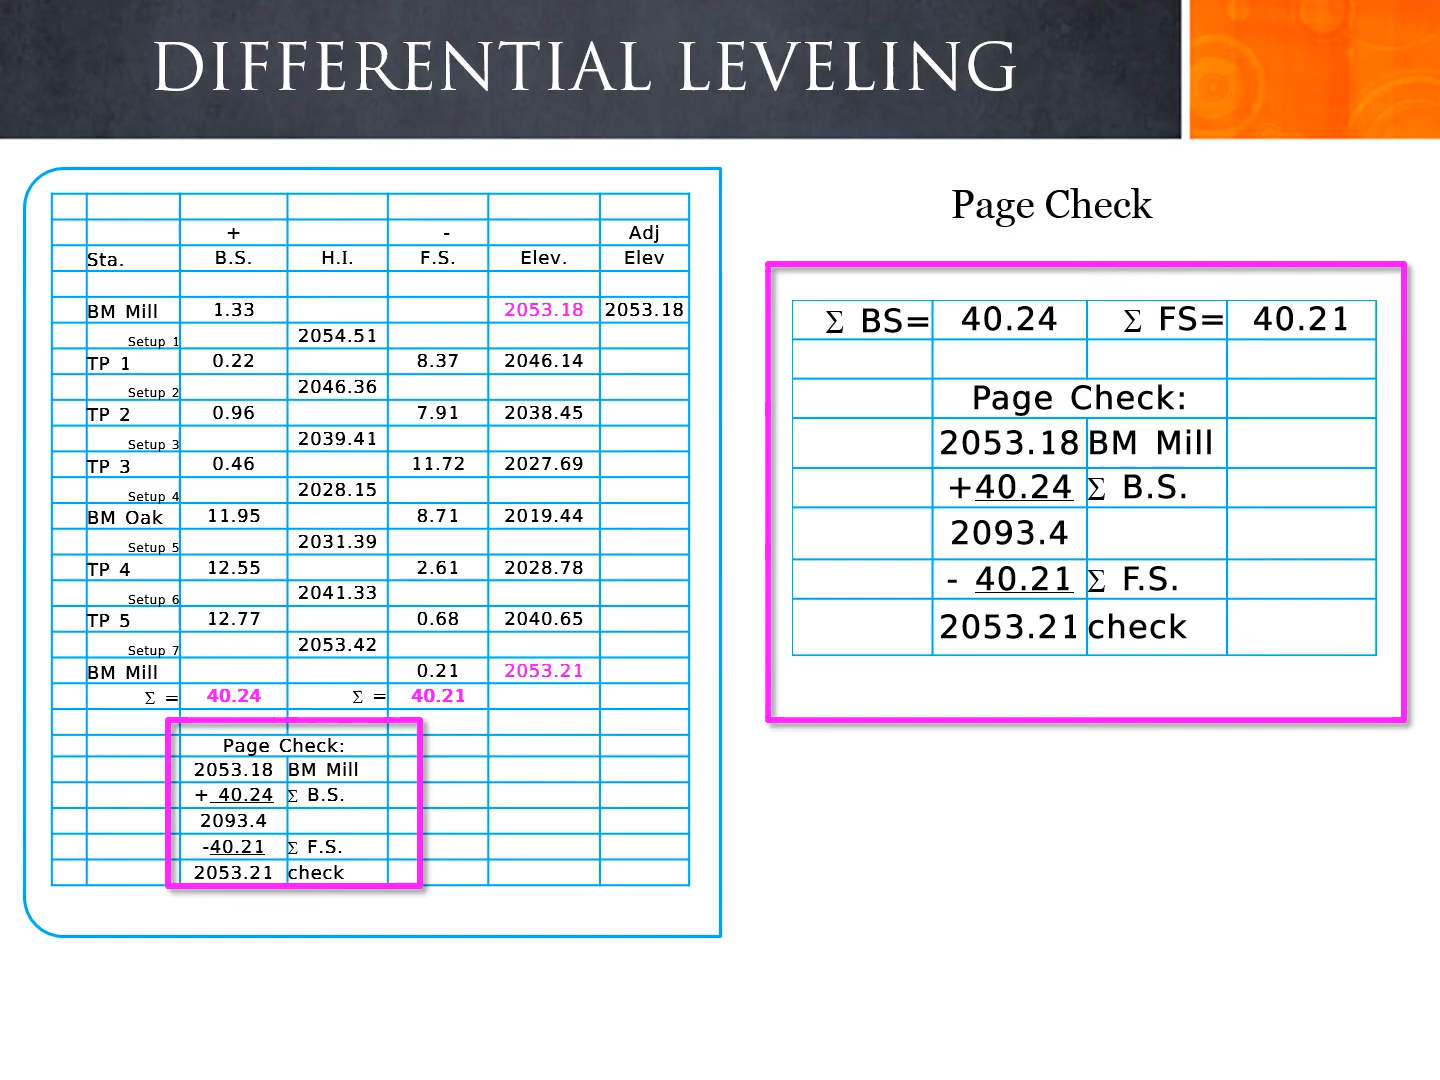 DIFFERENTIAL LEVELING
+ - Adj
Sta. B.S. H.I. F.S. Elev. Elev
BM Mill 1.33 2053.18 2053.18
Setup 1 2054.51
TP 1 0.22 8.37 2046.14
Setup 2 2046.36
TP 2 0.96 7.91 2038.45
Setup 3 2039.41
TP 3 0.46 11.72 2027.69
Setup 4 2028.15
BM Oak 11.95 8.71 2019.44
Setup 5 2031.39
TP 4 12.55 2.61 2028.78
Setup 6 2041.33
TP 5 12.77 0.68 2040.65
Setup 7 2053.42
BM Mill 0.21 2053.21
Σ = 40.24 Σ = 40.21
Page Check:
2053.18 BM Mill
+ 40.24 Σ B.S.
2093.4
-40.21 Σ F.S.
2053.21 check
Page Check
Σ BS= 40.24 Σ FS= 40.21
Page Check:
2053.18 BM Mill
+40.24 Σ B.S.
2093.4
- 40.21 Σ F.S.
2053.21 check